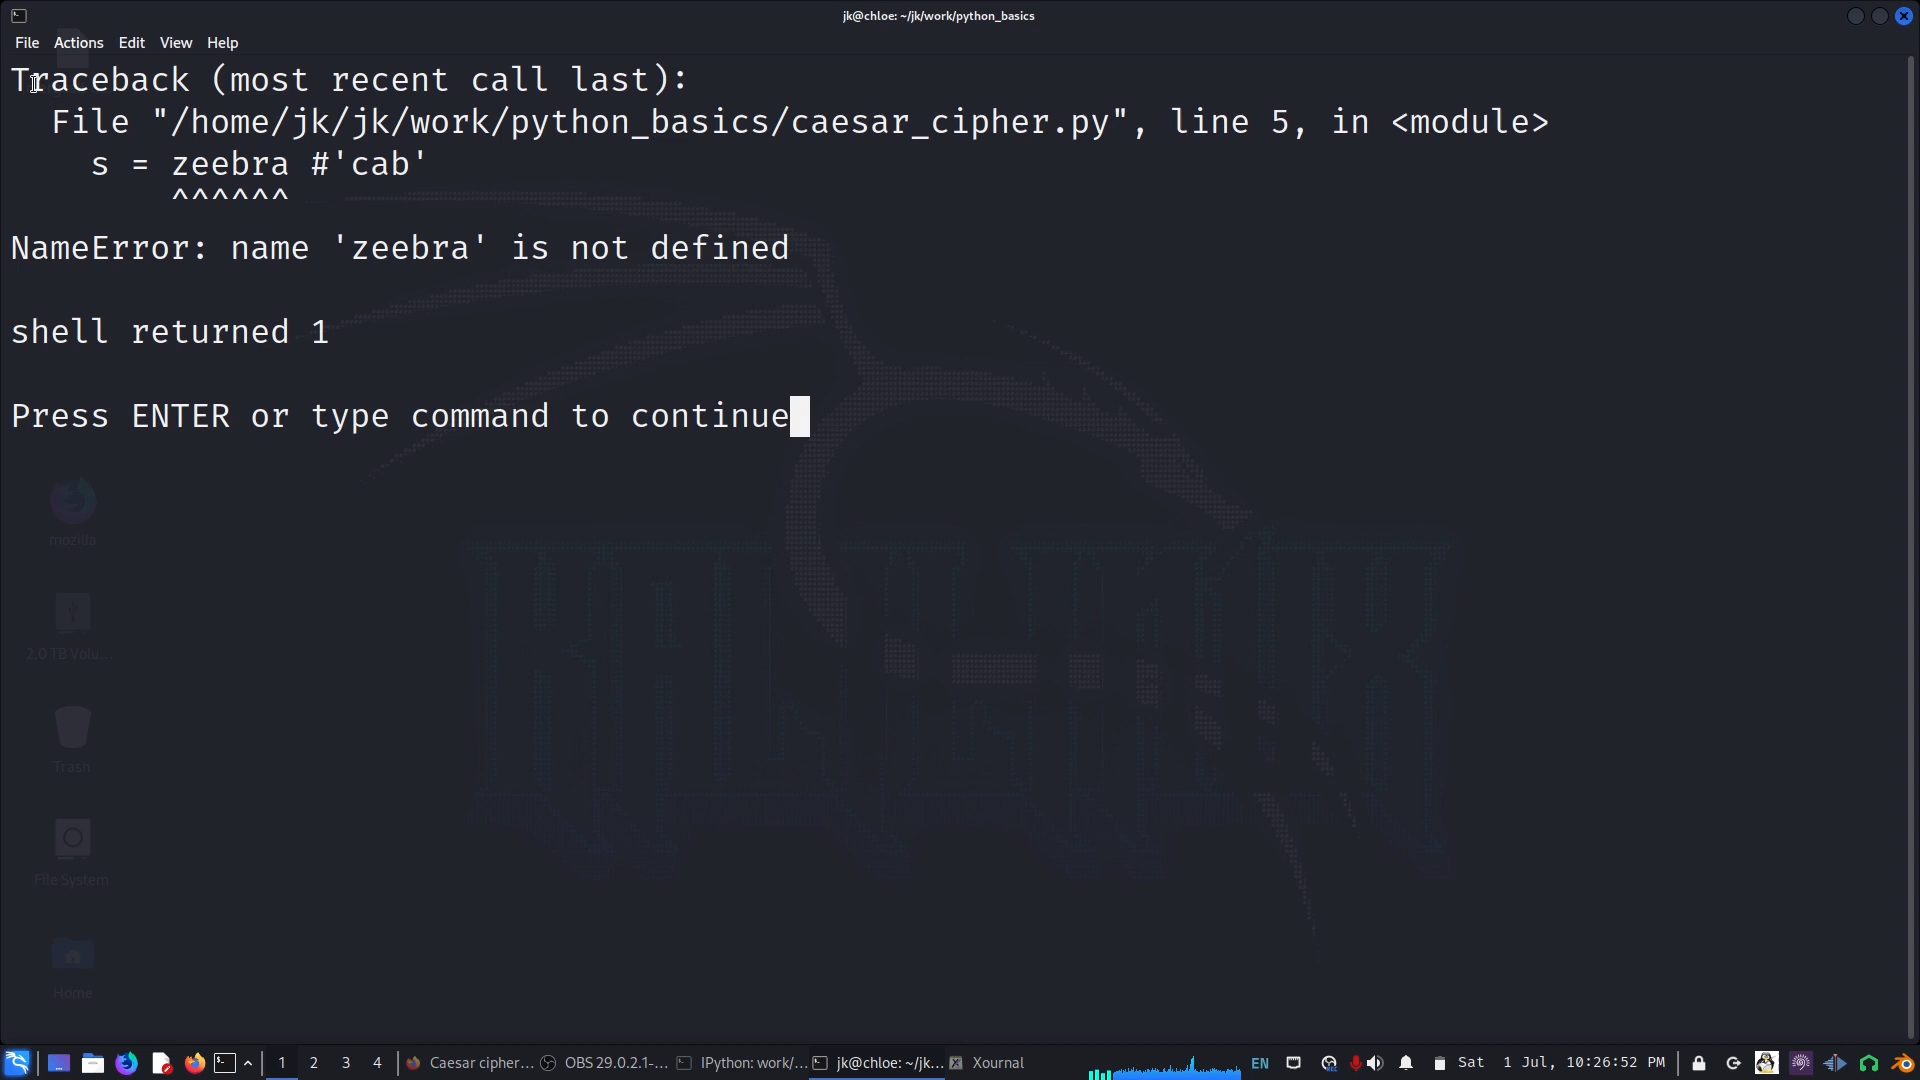 jk@chloe: ~/jk/work/python_basics
File Actions Edit View Help
Traceback (most recent call last):
File "/home/jk/jk/work/python_basics/caesar_cipher.py", line 5, in <module>
s = zeebra #'cab'
^^^^^^
NameError: name 'zeebra' is not defined
shell returned 1
Press ENTER or type command to continue
mozilla
2.0 TB Volu...
Trash
File System
Home
1 2 3 4 Caesar cipher... OBS 29.0.2.1-... IPython: work/... jk@chloe: ~/jk... Xournal EN Sat 1 Jul, 10:26:52 PM